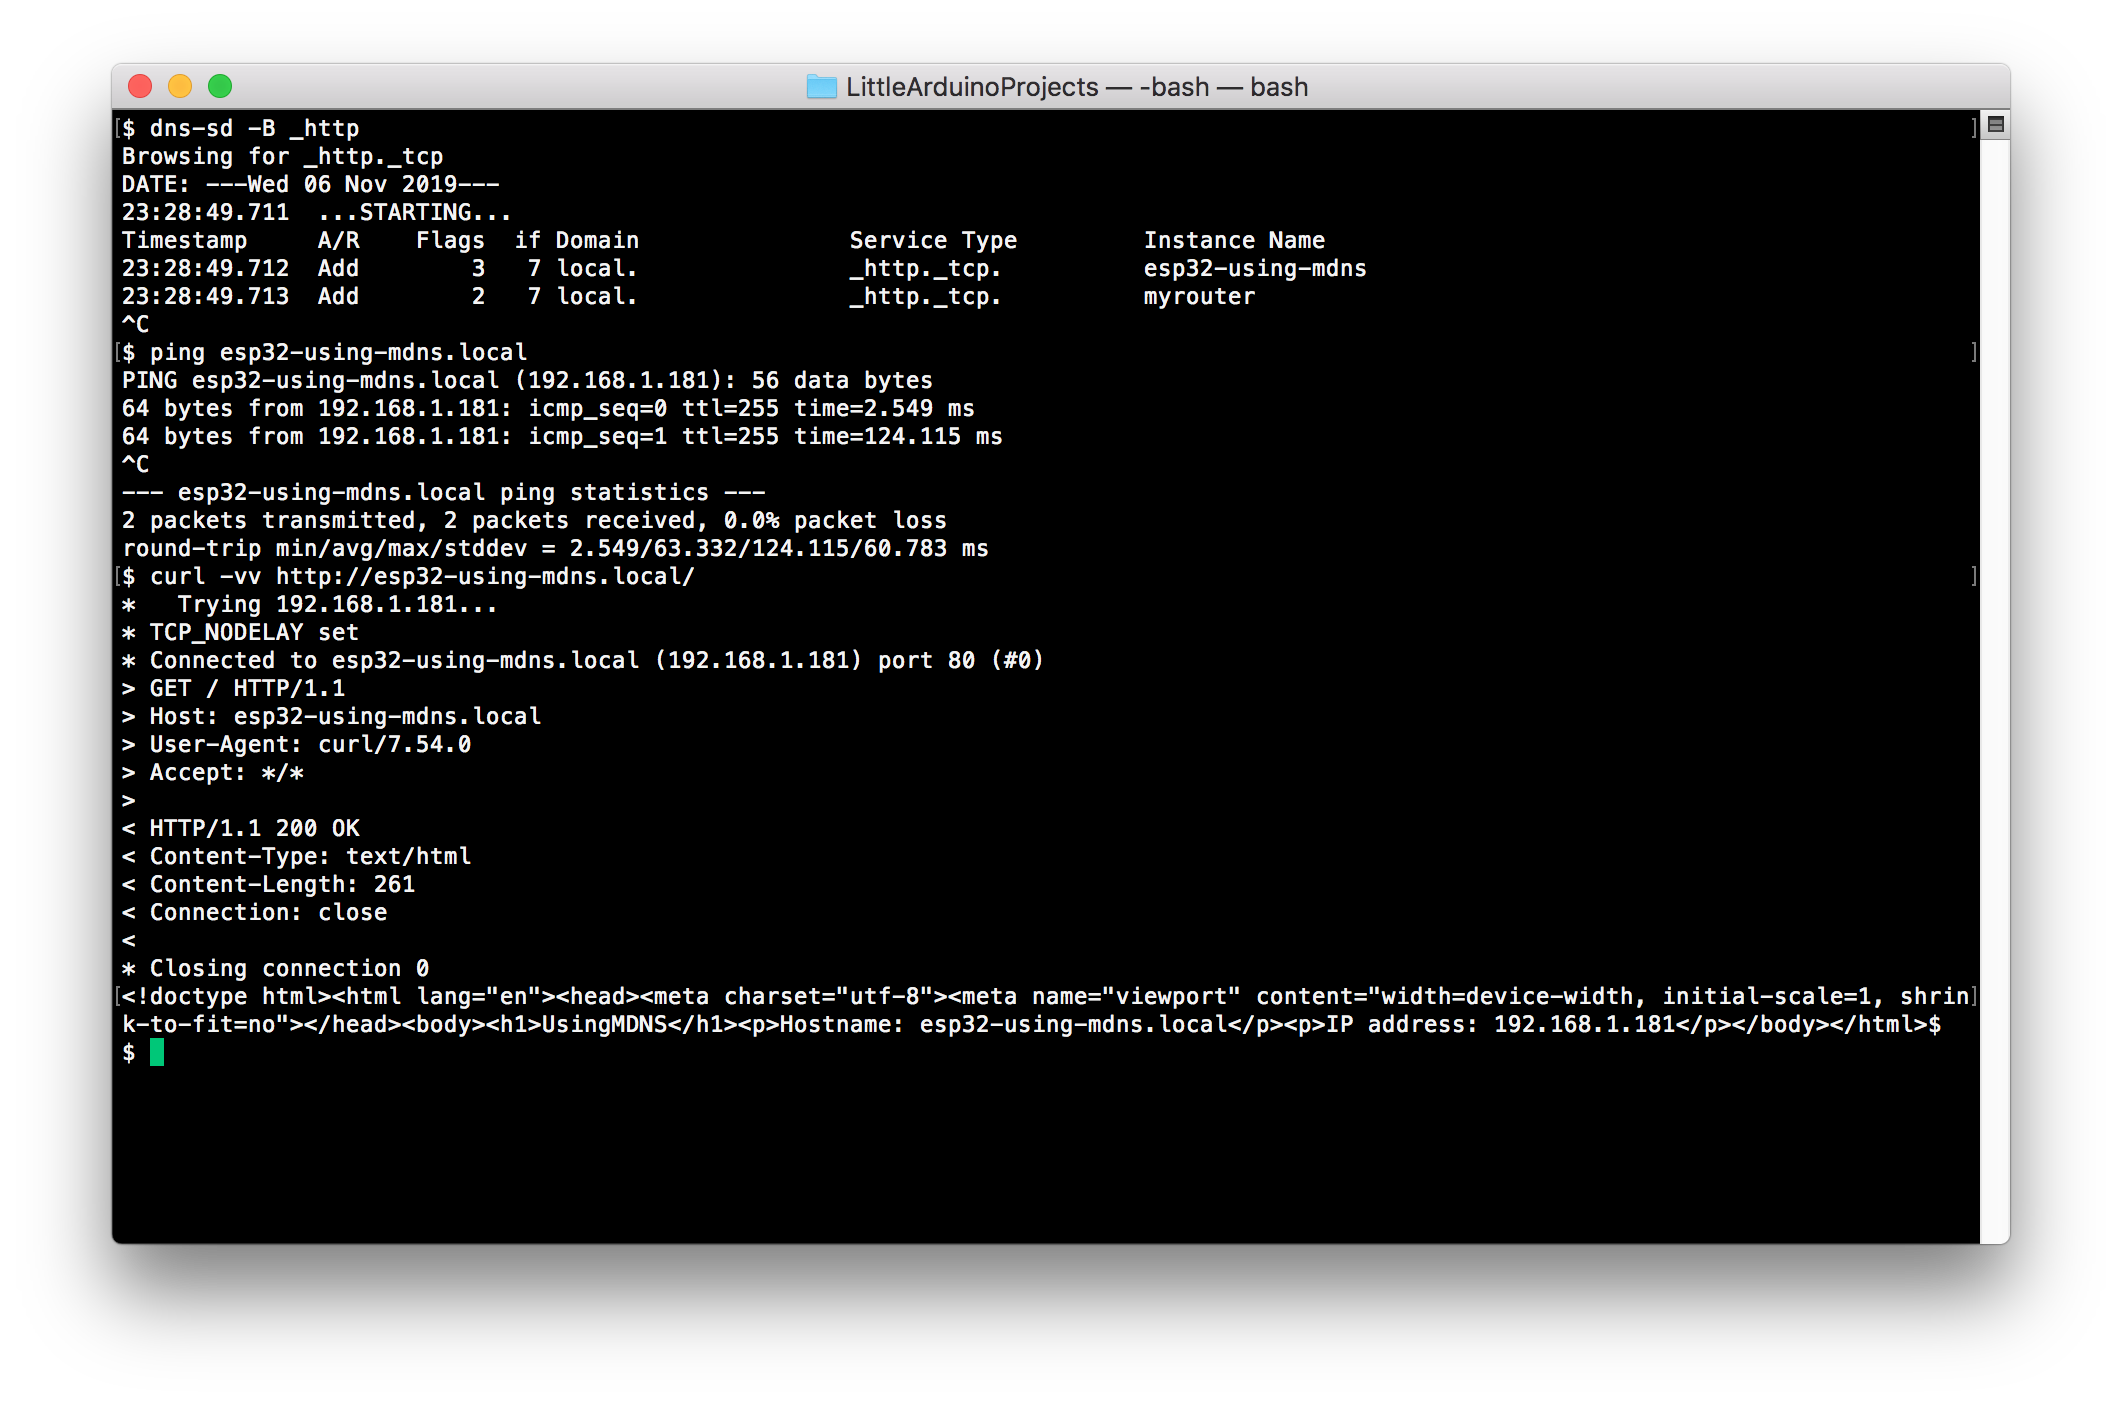 LittleArduinoProjects — -bash — bash
[$ dns-sd -B _http ]
Browsing for _http._tcp
DATE: ---Wed 06 Nov 2019---
23:28:49.711  ...STARTING...
Timestamp     A/R    Flags  if Domain               Service Type         Instance Name
23:28:49.712  Add        3   7 local.               _http._tcp.          esp32-using-mdns
23:28:49.713  Add        2   7 local.               _http._tcp.          myrouter
^C
[$ ping esp32-using-mdns.local ]
PING esp32-using-mdns.local (192.168.1.181): 56 data bytes
64 bytes from 192.168.1.181: icmp_seq=0 ttl=255 time=2.549 ms
64 bytes from 192.168.1.181: icmp_seq=1 ttl=255 time=124.115 ms
^C
--- esp32-using-mdns.local ping statistics ---
2 packets transmitted, 2 packets received, 0.0% packet loss
round-trip min/avg/max/stddev = 2.549/63.332/124.115/60.783 ms
[$ curl -vv http://esp32-using-mdns.local/ ]
*   Trying 192.168.1.181...
* TCP_NODELAY set
* Connected to esp32-using-mdns.local (192.168.1.181) port 80 (#0)
> GET / HTTP/1.1
> Host: esp32-using-mdns.local
> User-Agent: curl/7.54.0
> Accept: */*
>
< HTTP/1.1 200 OK
< Content-Type: text/html
< Content-Length: 261
< Connection: close
<
* Closing connection 0
[<!doctype html><html lang="en"><head><meta charset="utf-8"><meta name="viewport" content="width=device-width, initial-scale=1, shrin]
k-to-fit=no"></head><body><h1>UsingMDNS</h1><p>Hostname: esp32-using-mdns.local</p><p>IP address: 192.168.1.181</p></body></html>$
$